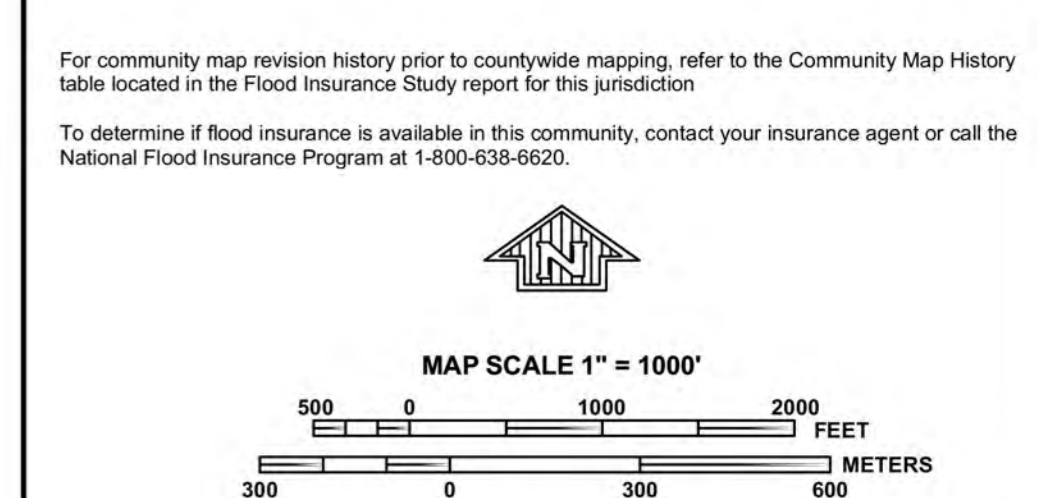 For community map revision history prior to countywide mapping, refer to the Community Map History
table located in the Flood Insurance Study report for this jurisdiction
To determine if flood insurance is available in this community, contact your insurance agent or call the
National Flood Insurance Program at 1-800-638-6620.
N
MAP SCALE 1" = 1000'
500 0 1000 2000
FEET
METERS
300 0 300 600